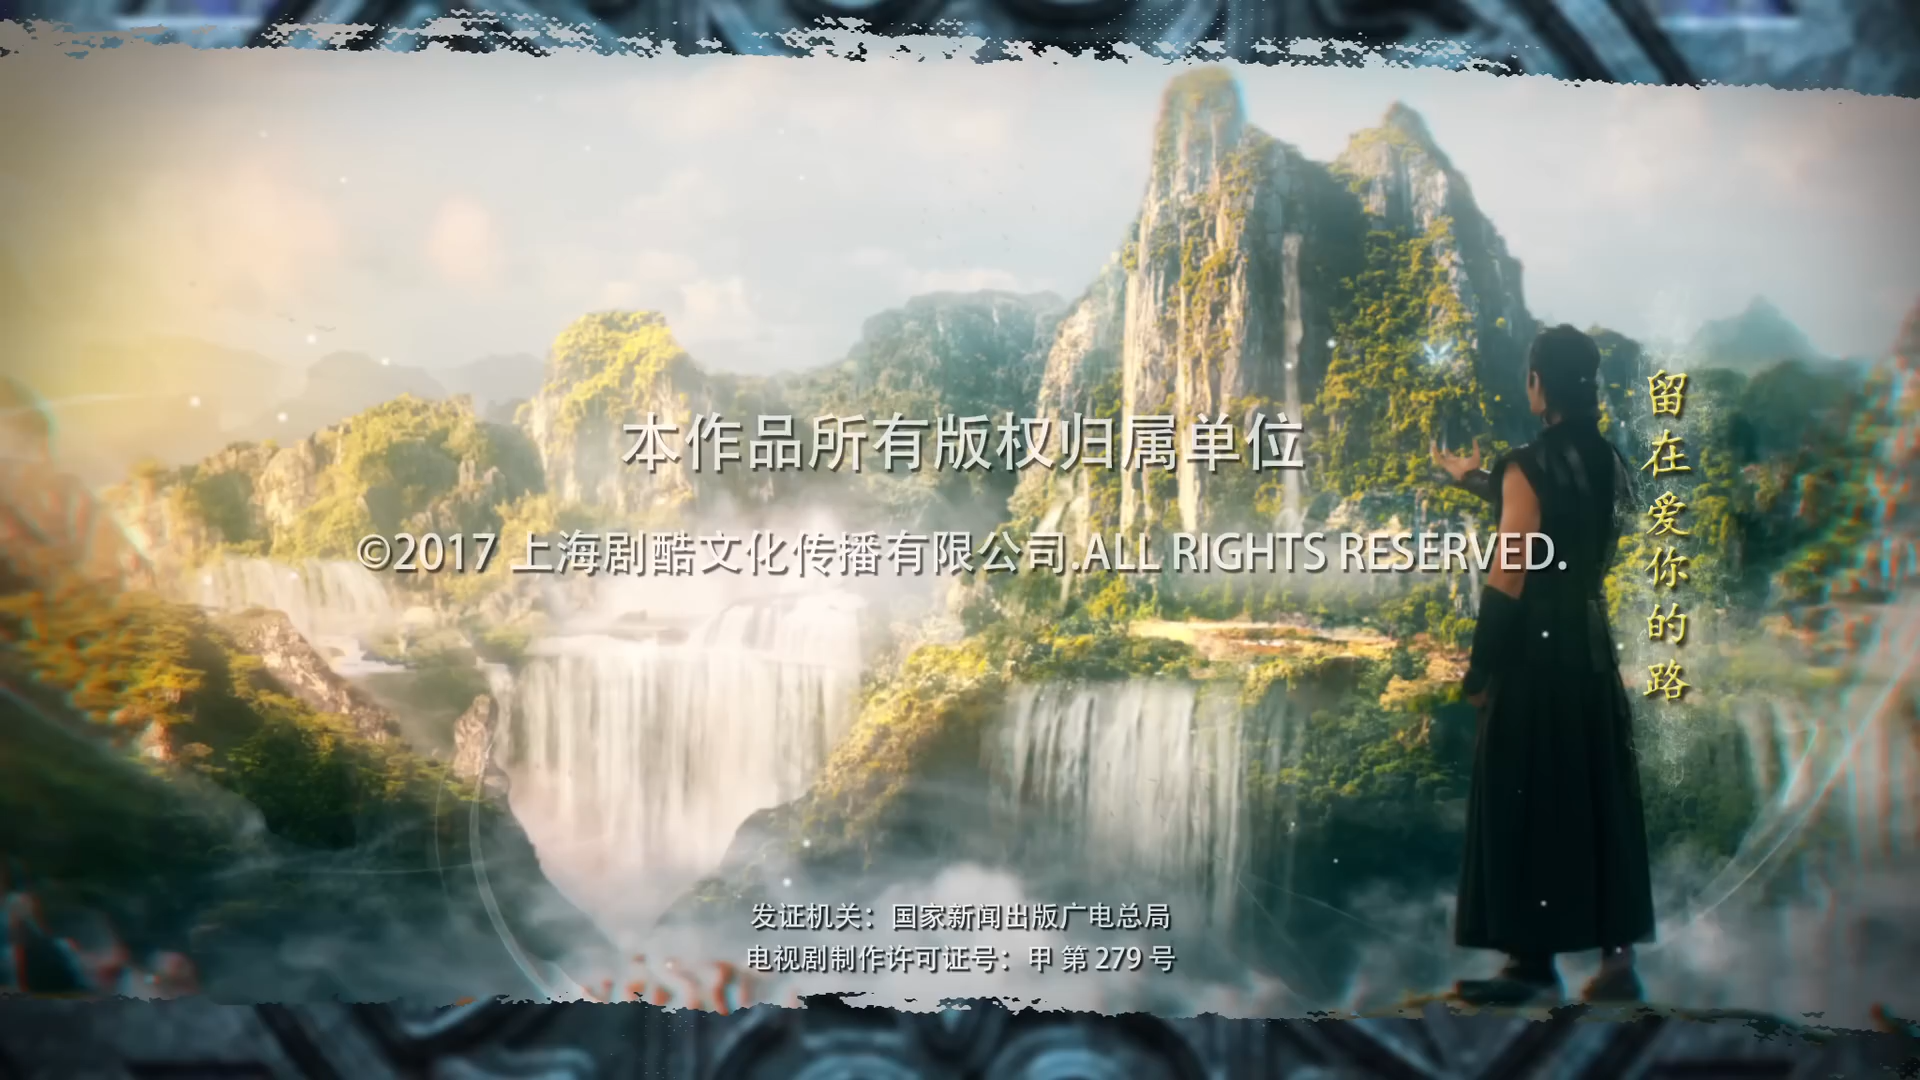 本作品所有版权归属单位
©2017 上海剧酷文化传播有限公司.ALL RIGHTS RESERVED.
留在爱你的路
发证机关：国家新闻出版广电总局
电视剧制作许可证号：甲 第 279 号